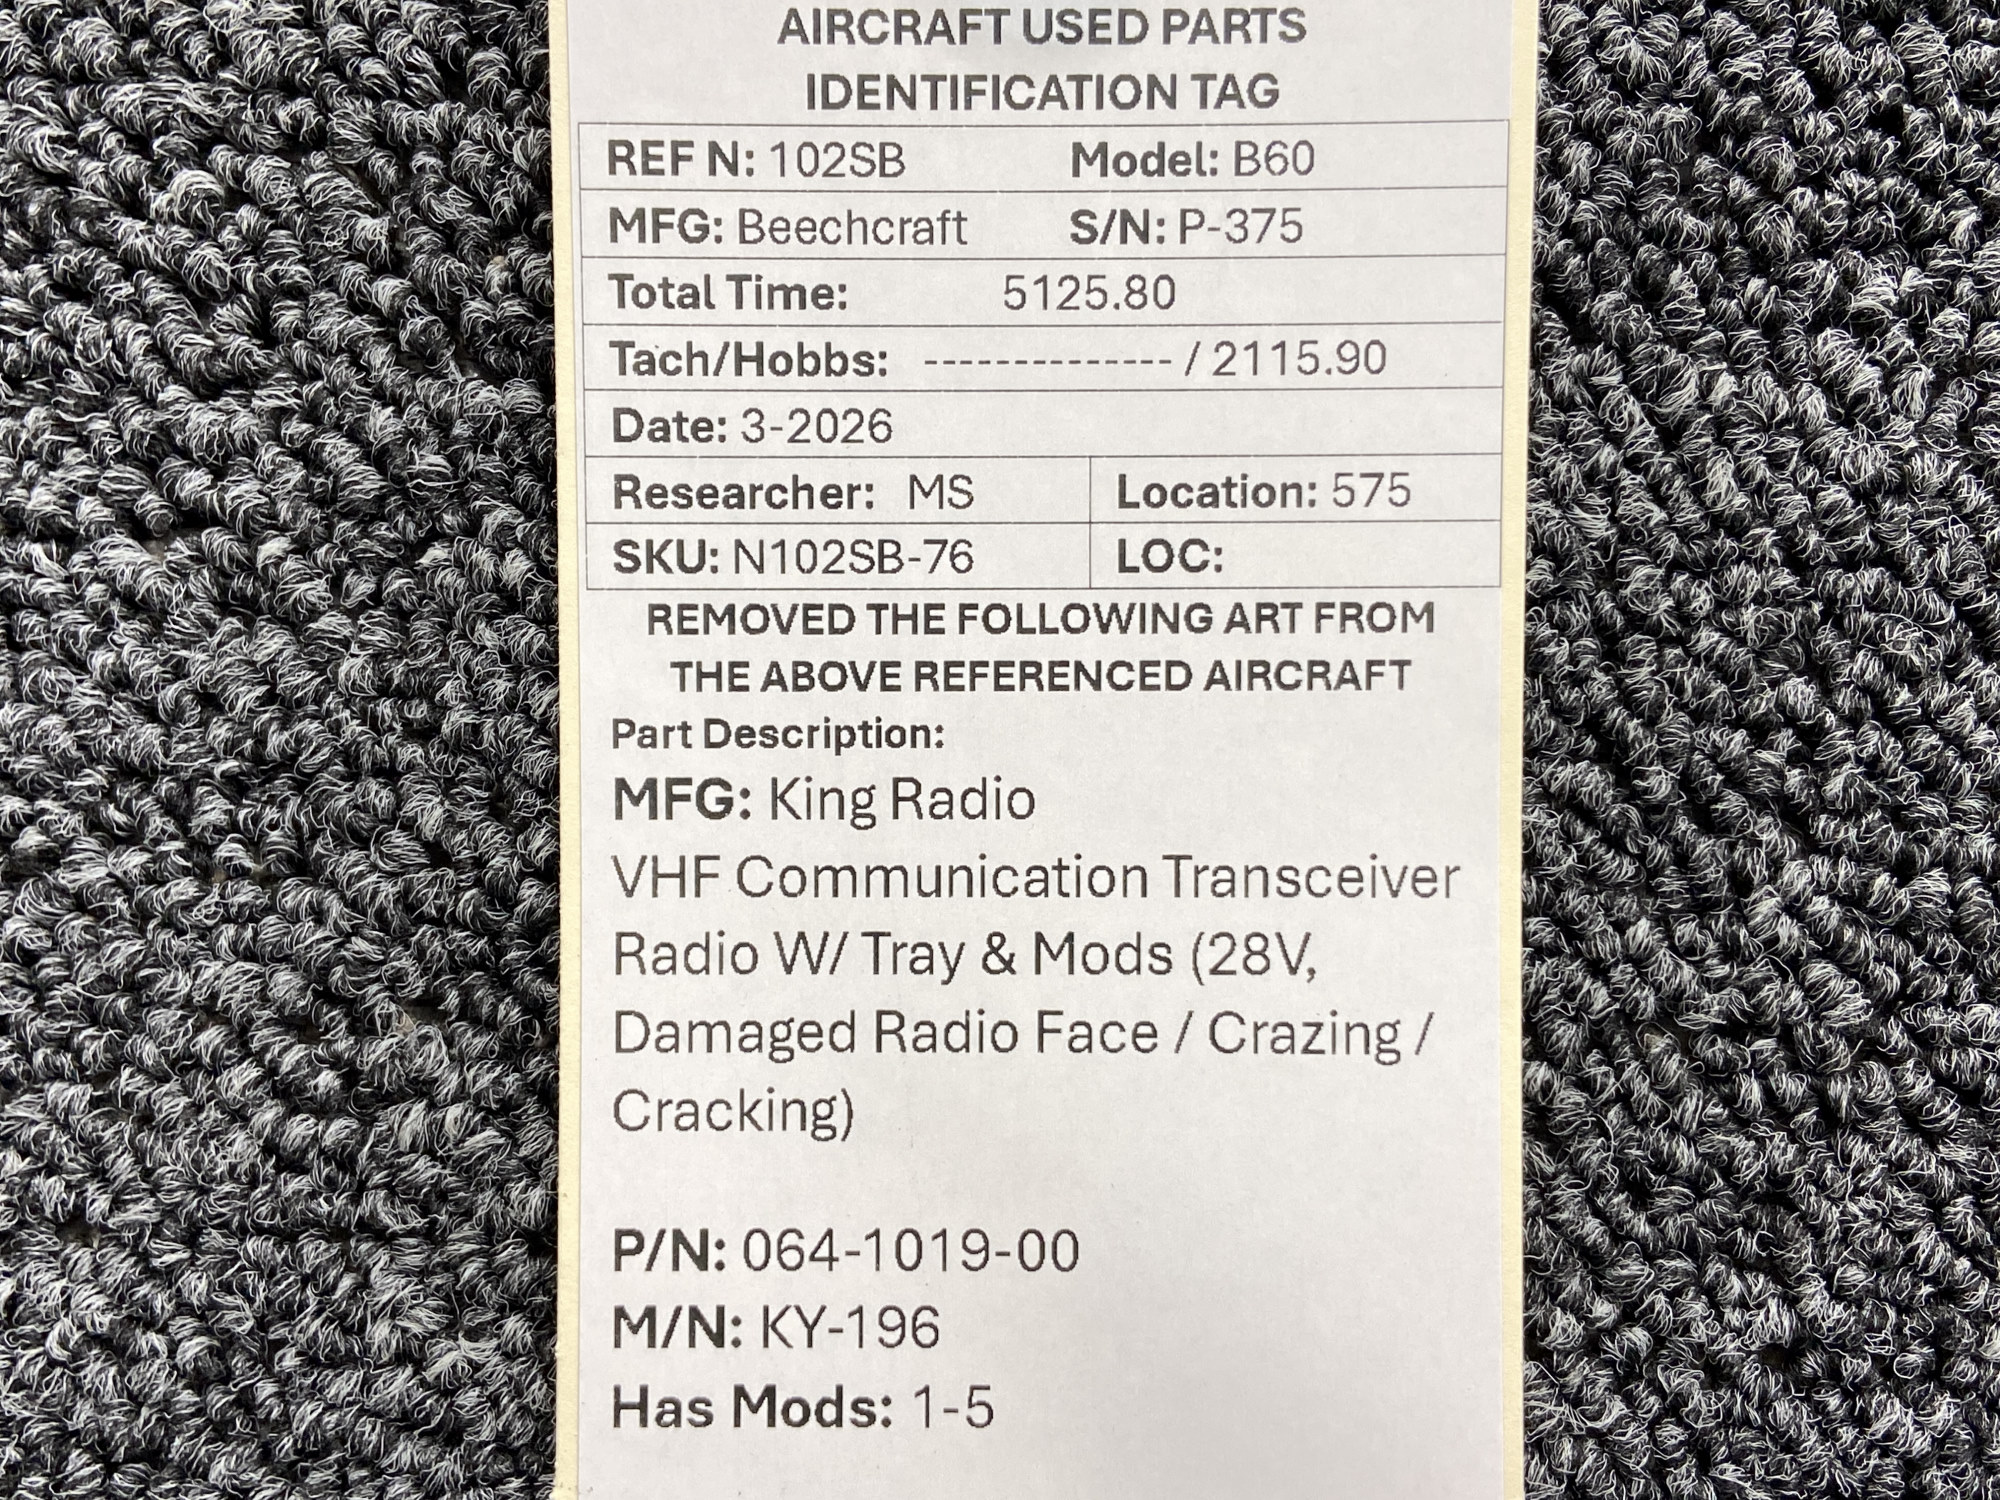 AIRCRAFT USED PARTS
IDENTIFICATION TAG
REF N: 102SB Model: B60
MFG: Beechcraft S/N: P-375
Total Time: 5125.80
Tach/Hobbs: -------------- / 2115.90
Date: 3-2026
Researcher: MS Location: 575
SKU: N102SB-76 LOC:
REMOVED THE FOLLOWING ART FROM
THE ABOVE REFERENCED AIRCRAFT
Part Description:
MFG: King Radio
VHF Communication Transceiver
Radio W/ Tray & Mods (28V,
Damaged Radio Face / Crazing /
Cracking)
P/N: 064-1019-00
M/N: KY-196
Has Mods: 1-5